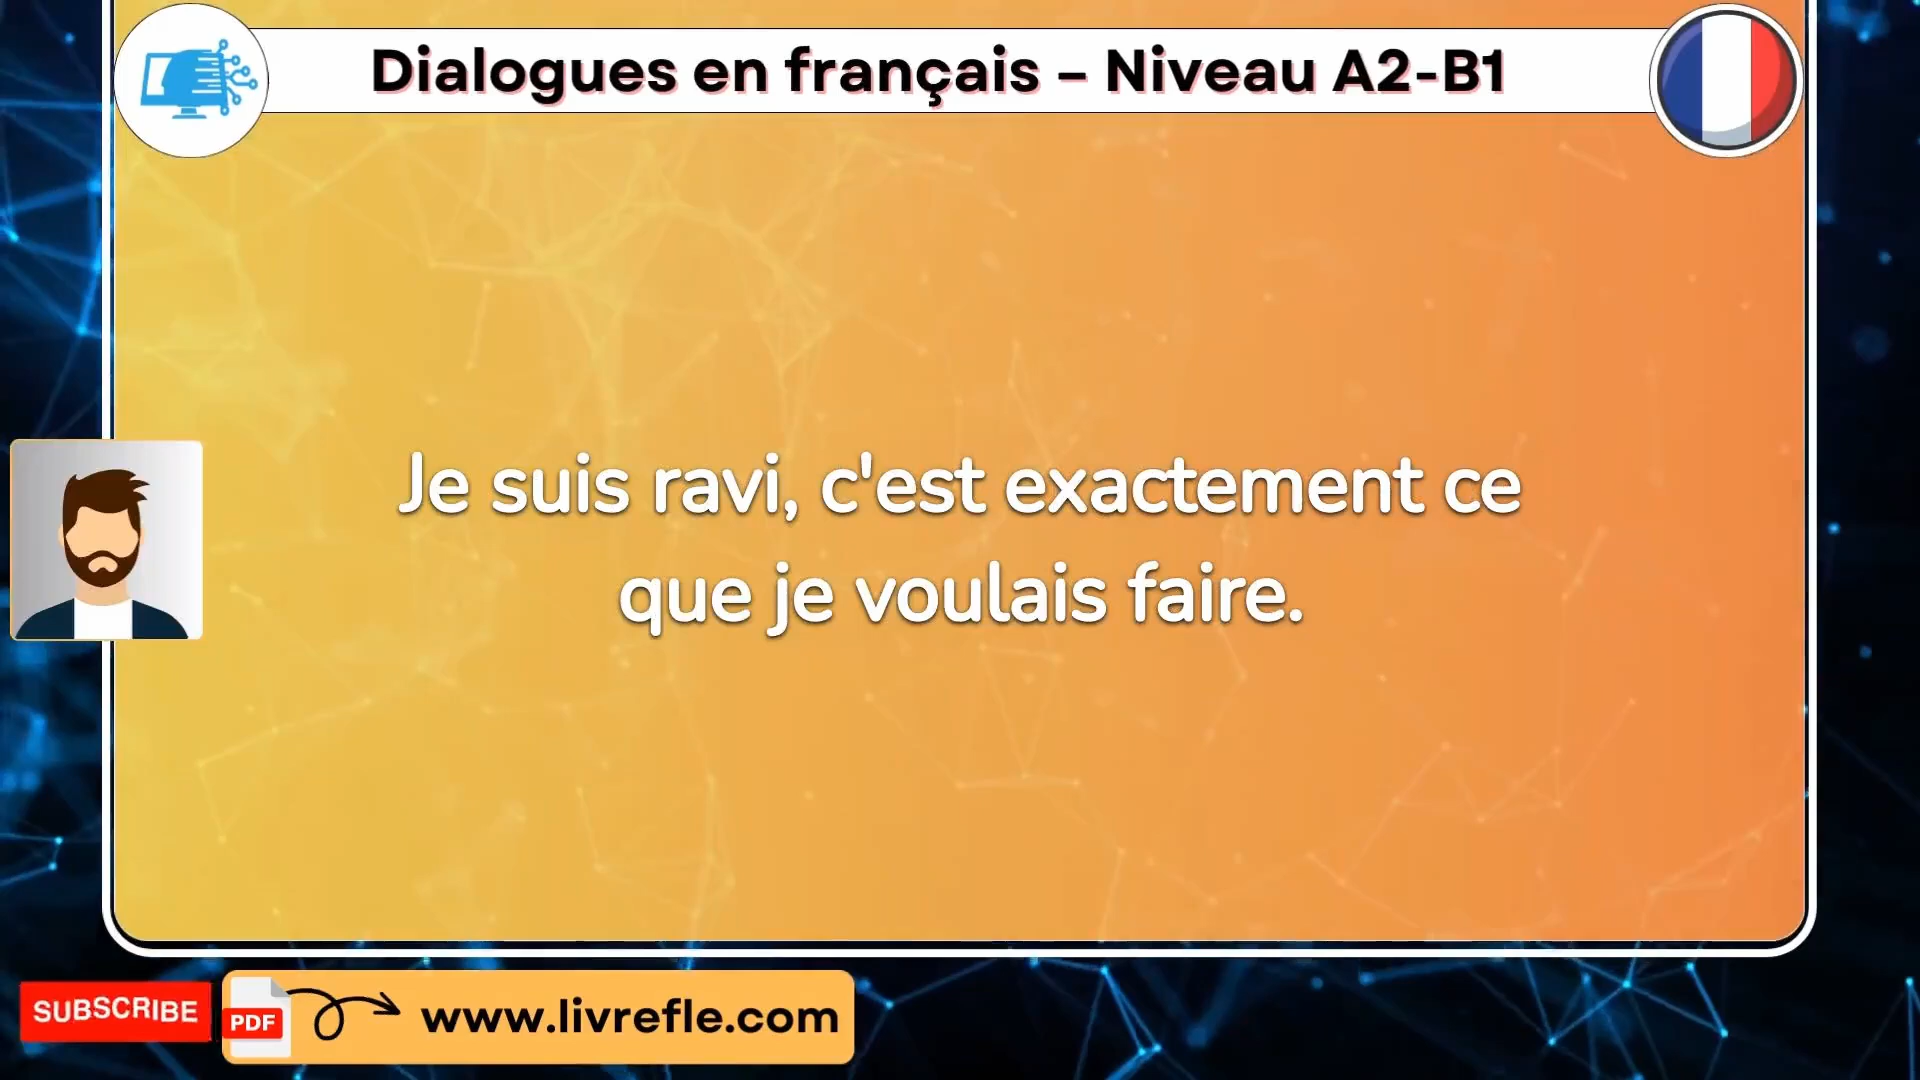 Dialogues en français – Niveau A2-B1
Je suis ravi, c'est exactement ce
que je voulais faire.
SUBSCRIBE
PDF
www.livrefle.com